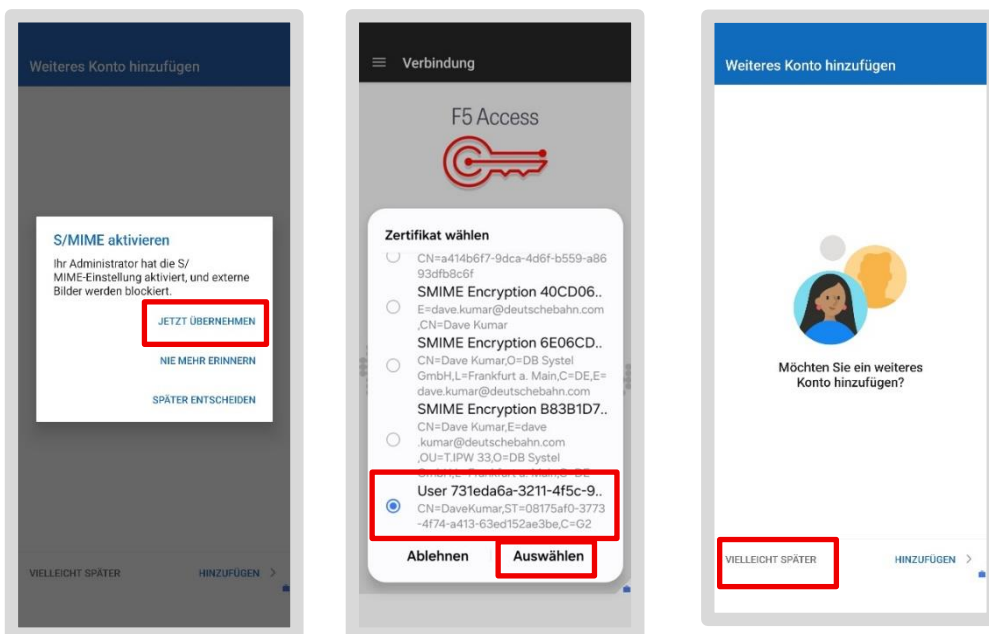 Weiteres Konto hinzufügen
S/MIME aktivieren
Ihr Administrator hat die S/
MIME-Einstellung aktiviert, und externe
Bilder werden blockiert.
JETZT ÜBERNEHMEN
NIE MEHR ERINNERN
SPÄTER ENTSCHEIDEN
VIELLEICHT SPÄTER
HINZUFÜGEN
Verbindung
F5 Access
Zertifikat wählen
CN=a414b6f7-9dca-4d6f-b559-a86
93dfb8c6f
SMIME Encryption 40CD06..
E=dave.kumar@deutschebahn.com
,CN=Dave Kumar
SMIME Encryption 6E06CD..
CN=Dave Kumar,O=DB Systel
GmbH,L=Frankfurt a. Main,C=DE,E=
dave.kumar@deutschebahn.com
SMIME Encryption B83B1D7..
CN=Dave Kumar,E=dave
.kumar@deutschebahn.com
,OU=T.IPW 33,O=DB Systel
GmbH,L=Frankfurt a. Main,C=DE
User 731eda6a-3211-4f5c-9..
CN=DaveKumar,ST=08175af0-3773
-4f74-a413-63ed152ae3be,C=G2
Ablehnen
Auswählen
Weiteres Konto hinzufügen
Möchten Sie ein weiteres
Konto hinzufügen?
VIELLEICHT SPÄTER
HINZUFÜGEN